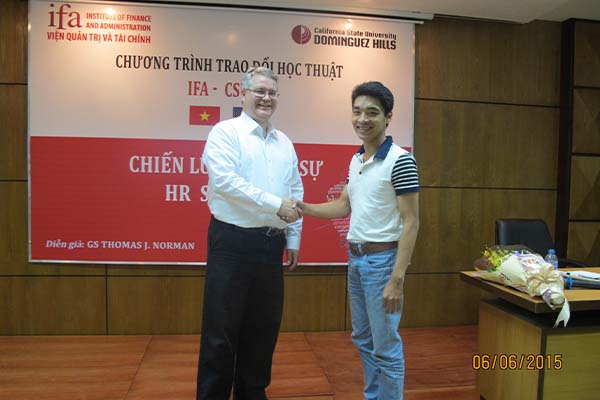 ifa INSTITUTE OF FINANCE
AND ADMINISTRATION
VIỆN QUẢN TRỊ VÀ TÀI CHÍNH
California State University
DOMINGUEZ HILLS
CHƯƠNG TRÌNH TRAO ĐỔI HỌC THUẬT
IFA - CS
CHIẾN SỰ
HR S
Diễn giả: GS THOMAS J. NORMAN
06/06/2015